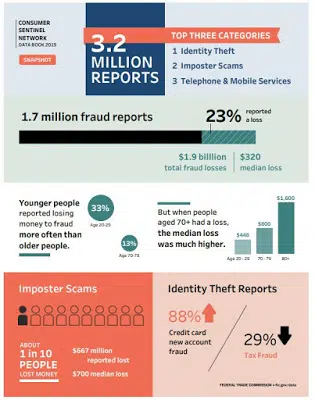 CONSUMER
SENTINEL
NETWORK
DATA BOOK 2019
SNAPSHOT
3.2
MILLION
REPORTS
TOP THREE CATEGORIES
1 Identity Theft
2 Imposter Scams
3 Telephone & Mobile Services
1.7 million fraud reports
23% reported
a loss
$1.9 billlion
total fraud losses
$320
median loss
Younger people
reported losing
money to fraud
more often than
older people.
33%
Age 20-29
13%
Age 70-79
But when people
aged 70+ had a loss,
the median loss
was much higher.
$448
$800
$1,600
Age 20 - 29
70 - 79
80+
Imposter Scams
ABOUT
1 in 10
PEOPLE
LOST MONEY
$667 million
reported lost
$700 median loss
Identity Theft Reports
88%
Credit card
new account
fraud
29%
Tax Fraud
FEDERAL TRADE COMMISSION • ftc.gov/data